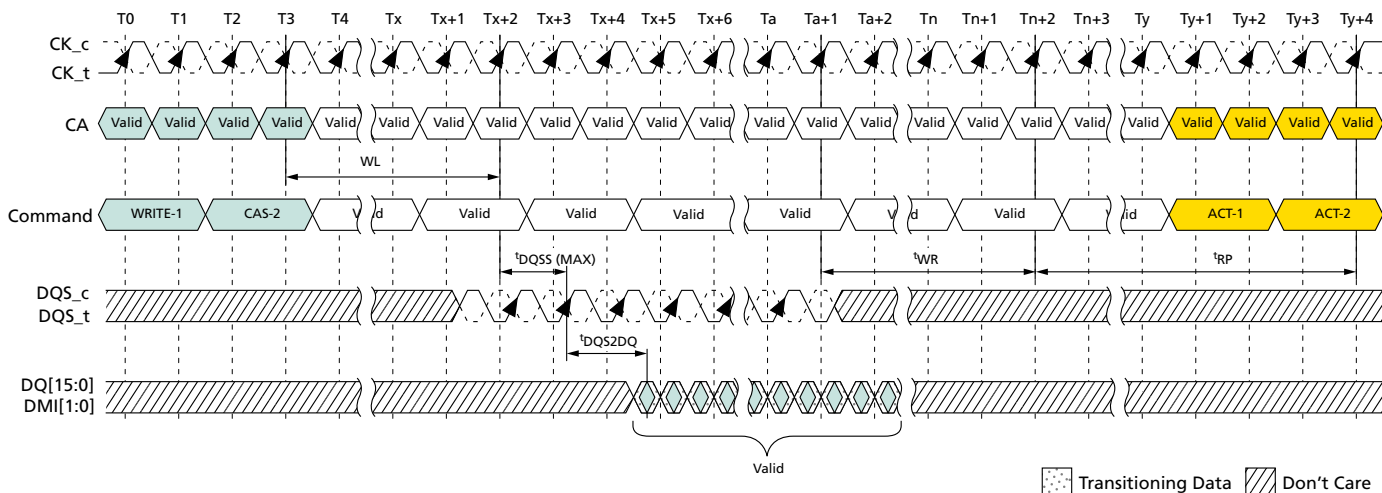 T0 T1 T2 T3 T4 Tx Tx+1 Tx+2 Tx+3 Tx+4 Tx+5 Tx+6 Ta Ta+1 Ta+2 Tn Tn+1 Tn+2 Tn+3 Ty Ty+1 Ty+2 Ty+3 Ty+4
CK_c
CK_t
CA Valid Valid Valid Valid Valid Valid Valid Valid Valid Valid Valid Valid Valid Valid Valid Valid Valid Valid Valid Valid Valid Valid Valid Valid
WL
Command WRITE-1 CAS-2 Valid Valid Valid Valid Valid Valid Valid Valid ACT-1 ACT-2
tDQSS (MAX) tWR tRP
DQS_c
DQS_t
tDQS2DQ
DQ[15:0]
DMI[1:0]
Valid
Transitioning Data Don't Care